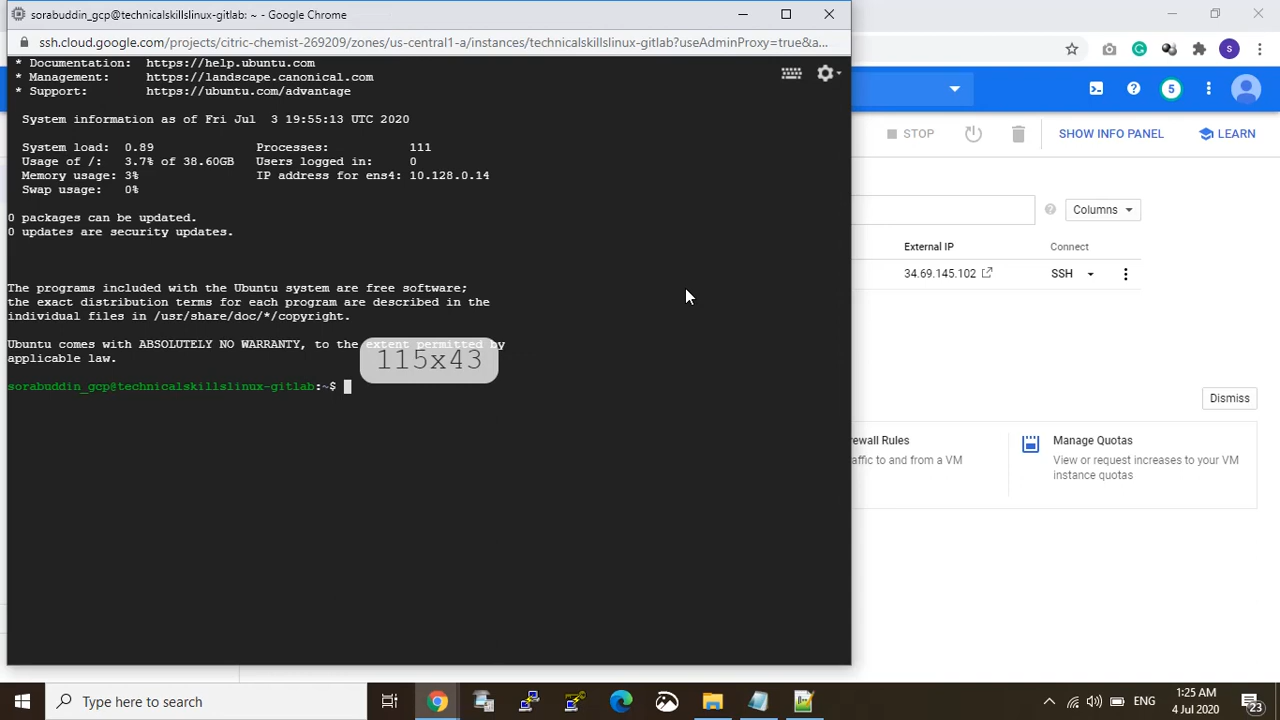 sorabuddin_gcp@technicalskillslinux-gitlab: ~ - Google Chrome
ssh.cloud.google.com/projects/citric-chemist-269209/zones/us-central1-a/instances/technicalskillslinux-gitlab?useAdminProxy=true&a...
* Documentation: https://help.ubuntu.com
* Management: https://landscape.canonical.com
* Support: https://ubuntu.com/advantage
System information as of Fri Jul 3 19:55:13 UTC 2020
System load: 0.89 Processes: 111
Usage of /: 3.7% of 38.60GB Users logged in: 0
Memory usage: 3% IP address for ens4: 10.128.0.14
Swap usage: 0%
0 packages can be updated.
0 updates are security updates.
The programs included with the Ubuntu system are free software;
the exact distribution terms for each program are described in the
individual files in /usr/share/doc/*/copyright.
Ubuntu comes with ABSOLUTELY NO WARRANTY, to the extent permitted by
applicable law.
115x43
sorabuddin_gcp@technicalskillslinux-gitlab:~$
S
5
STOP
SHOW INFO PANEL
LEARN
Columns
External IP Connect
34.69.145.102 SSH
Dismiss
rewall Rules
affic to and from a VM
Manage Quotas
View or request increases to your VM
instance quotas
Type here to search
ENG
1:25 AM
4 Jul 2020
23